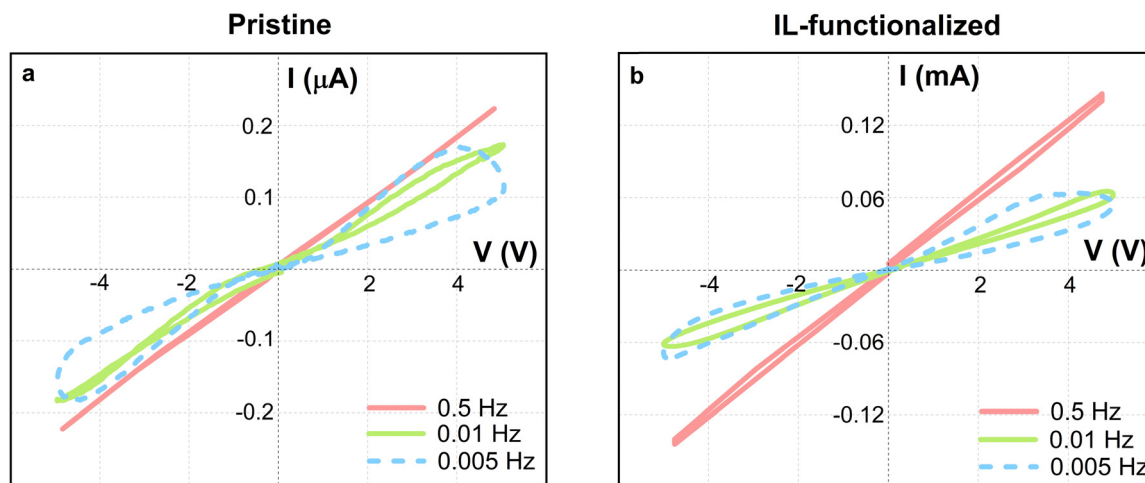 Pristine
IL-functionalized
a
I (μA)
0.2
0.1
V (V)
-4
-2
2
4
-0.1
-0.2
0.5 Hz
0.01 Hz
0.005 Hz
b
I (mA)
0.12
0.06
V (V)
-4
-2
2
4
-0.06
-0.12
0.5 Hz
0.01 Hz
0.005 Hz